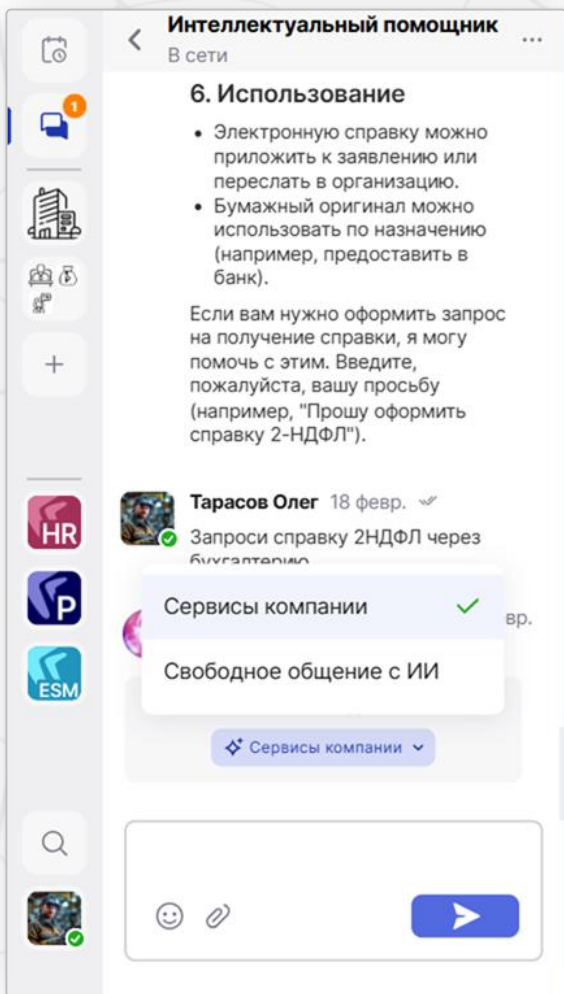 Интеллектуальный помощник
...
В сети
1
6. Использование
• Электронную справку можно
приложить к заявлению или
переслать в организацию.
• Бумажный оригинал можно
использовать по назначению
(например, предоставить в
банк).
Если вам нужно оформить запрос
на получение справки, я могу
помочь с этим. Введите,
пожалуйста, вашу просьбу
(например, "Прошу оформить
справку 2-НДФЛ").
HR
Тарасов Олег 18 февр.
Запроси справку 2НДФЛ через
бухгалтерию
P
Сервисы компании
вр.
ESM
Свободное общение с ИИ
Сервисы компании